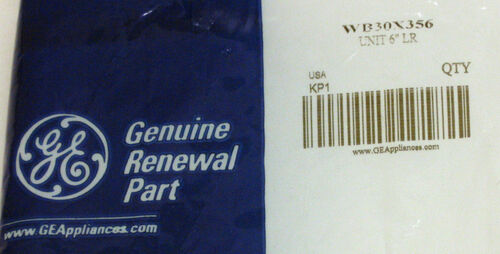 WB30X356
UNIT 6" LR
USA
KP1
QTY
www.GEAppliances.com
GE
Genuine
Renewal
Part
www.GEAppliances.com